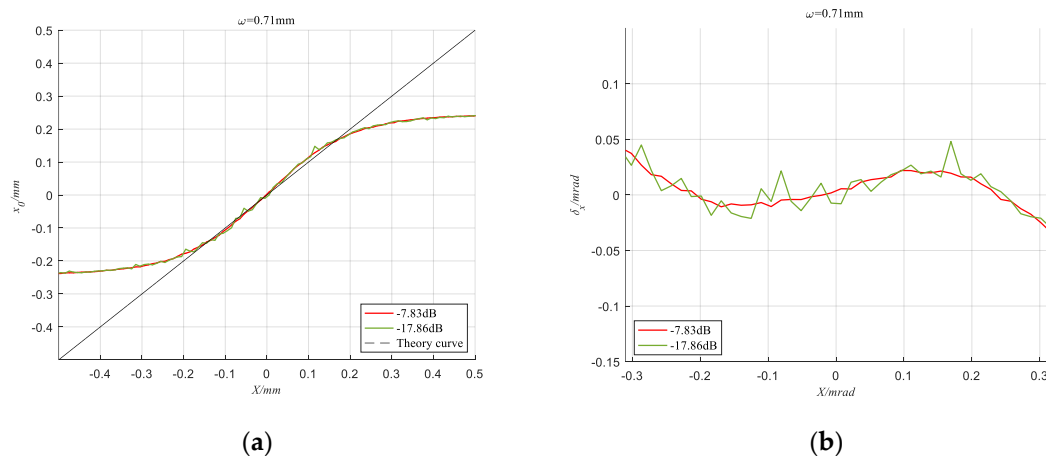 ω=0.71mm
0.5
0.4
0.3
0.2
0.1
0
-0.1
-0.2
-0.3
-0.4
x₀/mm
-0.4 -0.3 -0.2 -0.1 0 0.1 0.2 0.3 0.4 0.5
X/mm
-7.83dB
-17.86dB
Theory curve
(a)
ω=0.71mm
0.1
0.05
0
-0.05
-0.1
-0.15
δₓ/mrad
-0.3 -0.2 -0.1 0 0.1 0.2 0.3
X/mrad
-7.83dB
-17.86dB
(b)